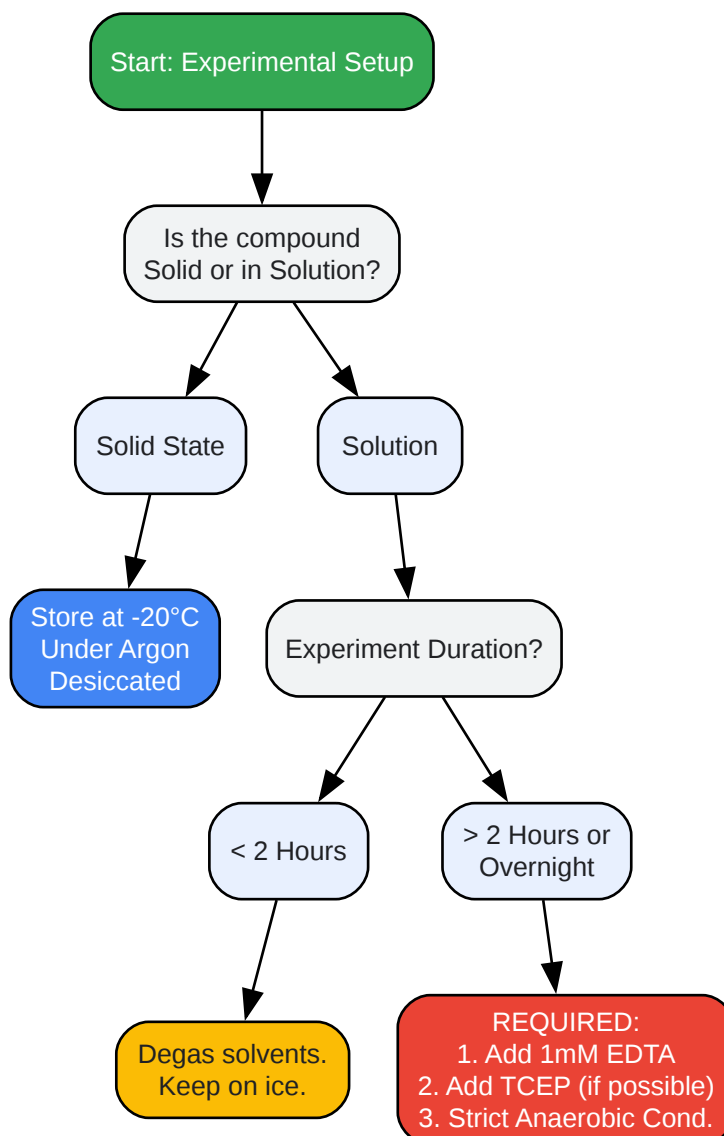 Start: Experimental Setup
Is the compound
Solid or in Solution?
Solid State
Solution
Store at -20°C
Under Argon
Desiccated
Experiment Duration?
< 2 Hours
> 2 Hours or
Overnight
Degas solvents.
Keep on ice.
REQUIRED:
1. Add 1mM EDTA
2. Add TCEP (if possible)
3. Strict Anaerobic Cond.